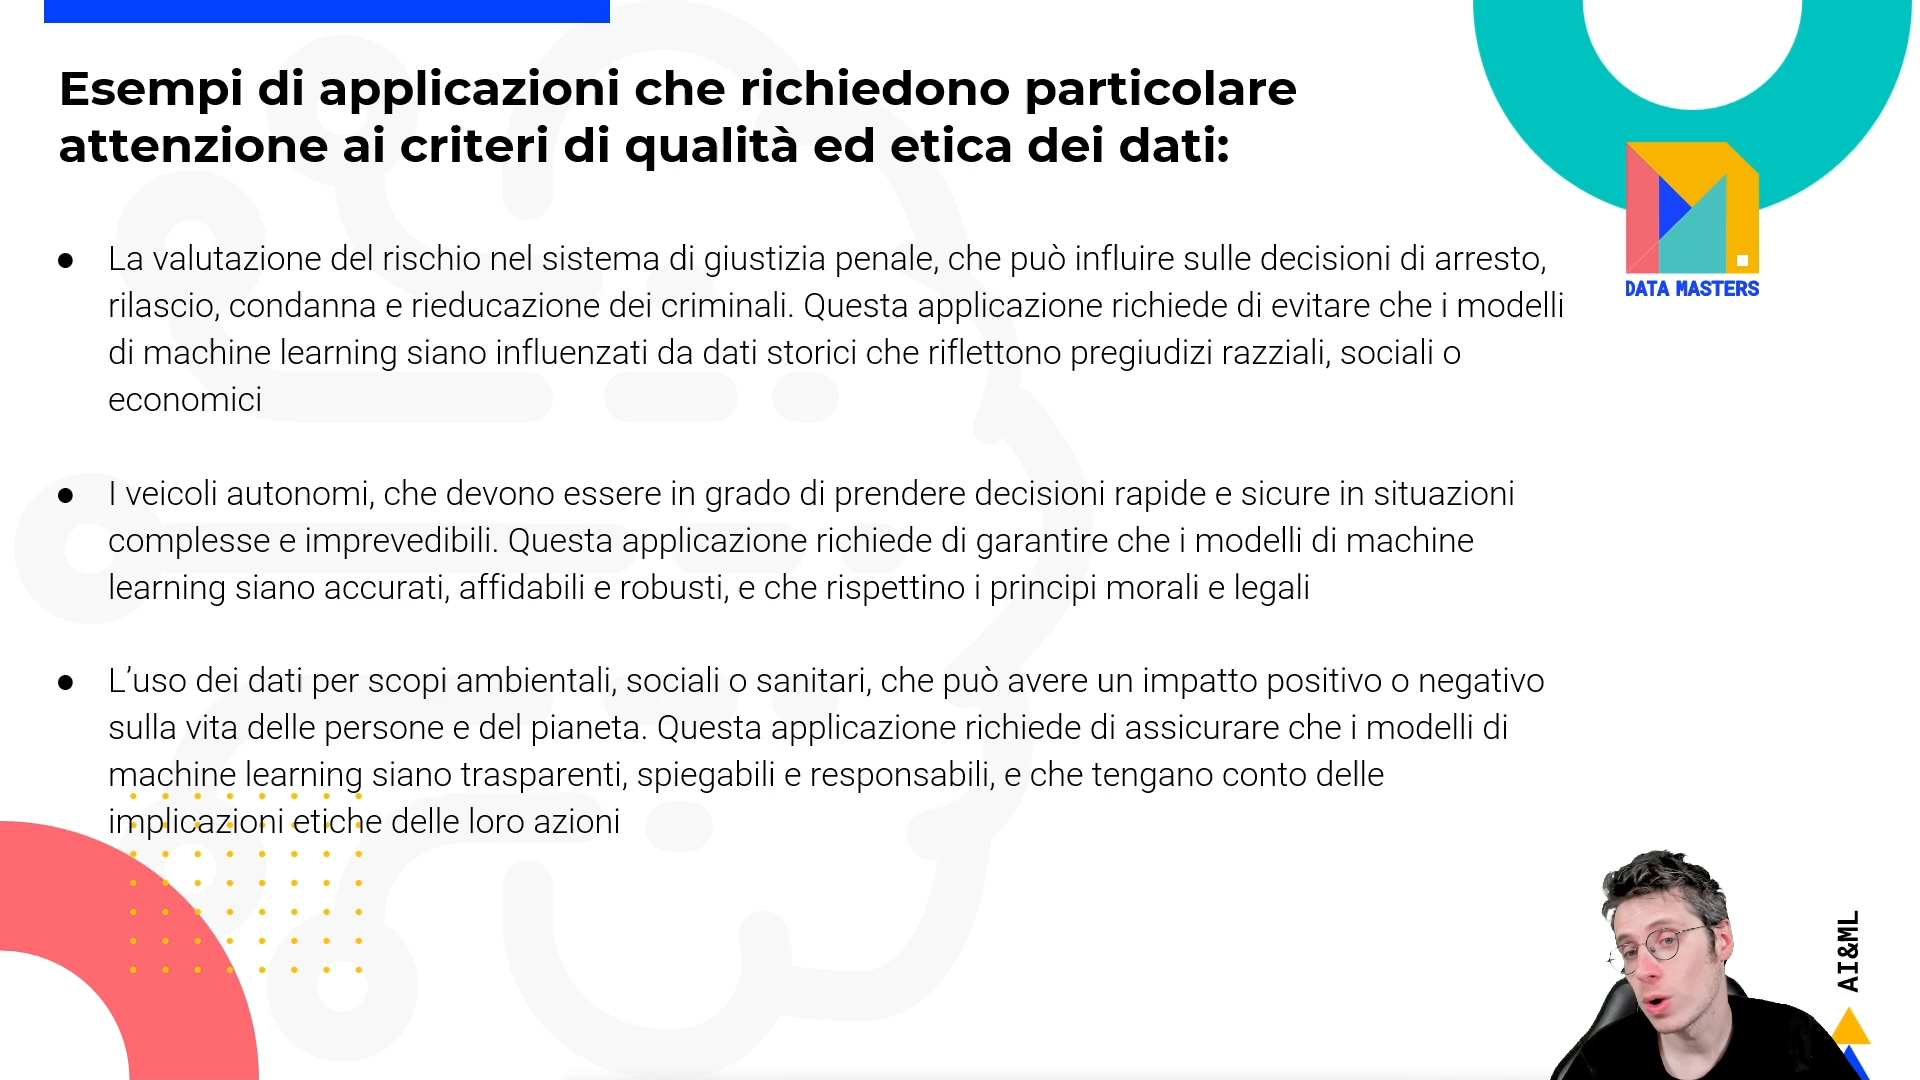 Esempi di applicazioni che richiedono particolare
attenzione ai criteri di qualità ed etica dei dati:
● La valutazione del rischio nel sistema di giustizia penale, che può influire sulle decisioni di arresto,
rilascio, condanna e rieducazione dei criminali. Questa applicazione richiede di evitare che i modelli
di machine learning siano influenzati da dati storici che riflettono pregiudizi razziali, sociali o
economici
● I veicoli autonomi, che devono essere in grado di prendere decisioni rapide e sicure in situazioni
complesse e imprevedibili. Questa applicazione richiede di garantire che i modelli di machine
learning siano accurati, affidabili e robusti, e che rispettino i principi morali e legali
● L’uso dei dati per scopi ambientali, sociali o sanitari, che può avere un impatto positivo o negativo
sulla vita delle persone e del pianeta. Questa applicazione richiede di assicurare che i modelli di
machine learning siano trasparenti, spiegabili e responsabili, e che tengano conto delle
implicazioni etiche delle loro azioni
DATA MASTERS
AI&ML